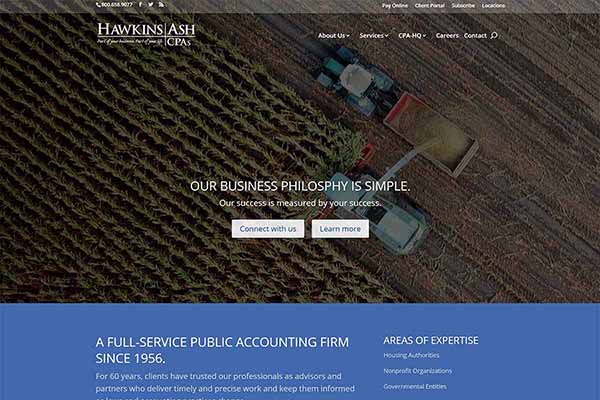 800.658.9077
Pay Online Client Portal Subscribe Locations
HAWKINS|ASH
CPAs
Part of your business. Part of your life.
About Us Services CPA-HQ Careers Contact
OUR BUSINESS PHILOSPHY IS SIMPLE.
Our success is measured by your success.
Connect with us Learn more
A FULL-SERVICE PUBLIC ACCOUNTING FIRM
SINCE 1956.
For 60 years, clients have trusted our professionals as advisors and
partners who deliver timely and precise work and keep them informed
AREAS OF EXPERTISE
Housing Authorities
Nonprofit Organizations
Governmental Entities